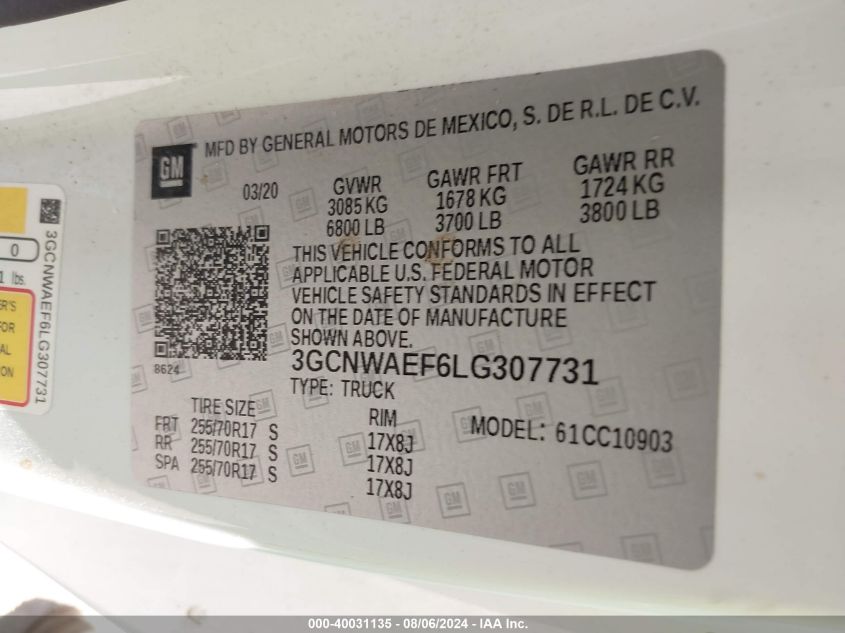 GM
MFD BY GENERAL MOTORS DE MEXICO, S. DE R.L. DE C.V.
03/20
GVWR
3085 KG
6800 LB
GAWR FRT
1678 KG
3700 LB
GAWR RR
1724 KG
3800 LB
THIS VEHICLE CONFORMS TO ALL
APPLICABLE U.S. FEDERAL MOTOR
VEHICLE SAFETY STANDARDS IN EFFECT
ON THE DATE OF MANUFACTURE
SHOWN ABOVE.
8624
3GCNWAEF6LG307731
TYPE: TRUCK
TIRE SIZE
FRT 255/70R17 S
RR 255/70R17 S
SPA 255/70R17 S
RIM
17X8J
17X8J
17X8J
MODEL: 61CC10903
3GCNWAEF6LG307731
0
lbs.
000-40031135 - 08/06/2024 - IAA Inc.